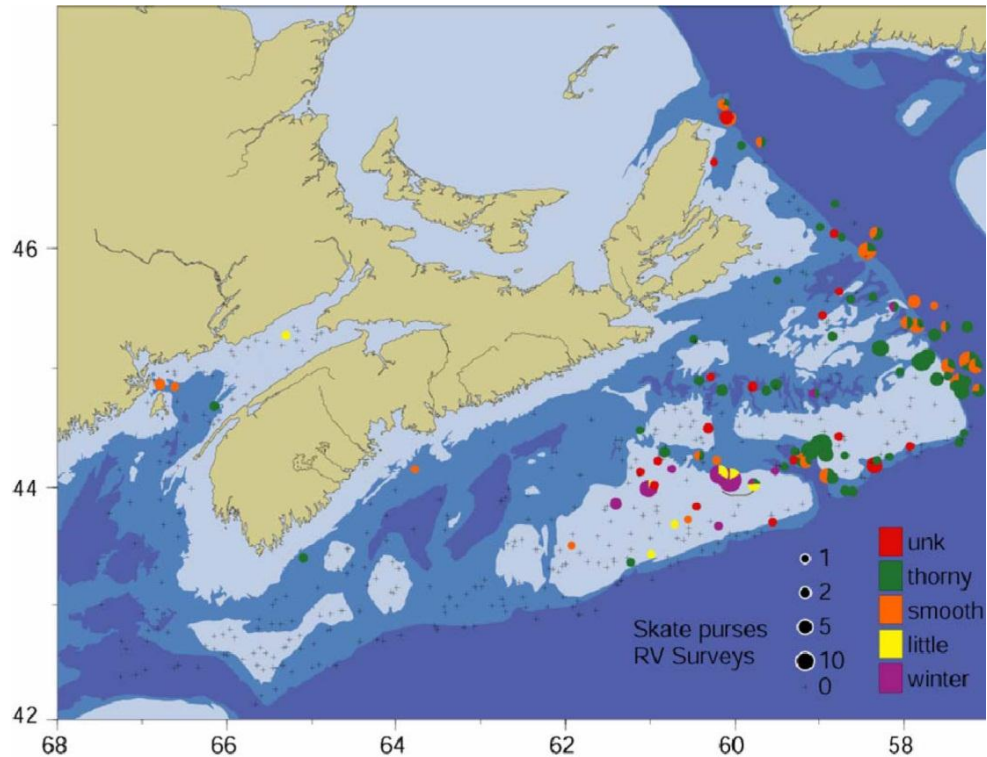 46
44
42
68
66
64
62
60
58
Skate purses
RV Surveys
1
2
5
10
0
unk
thorny
smooth
little
winter